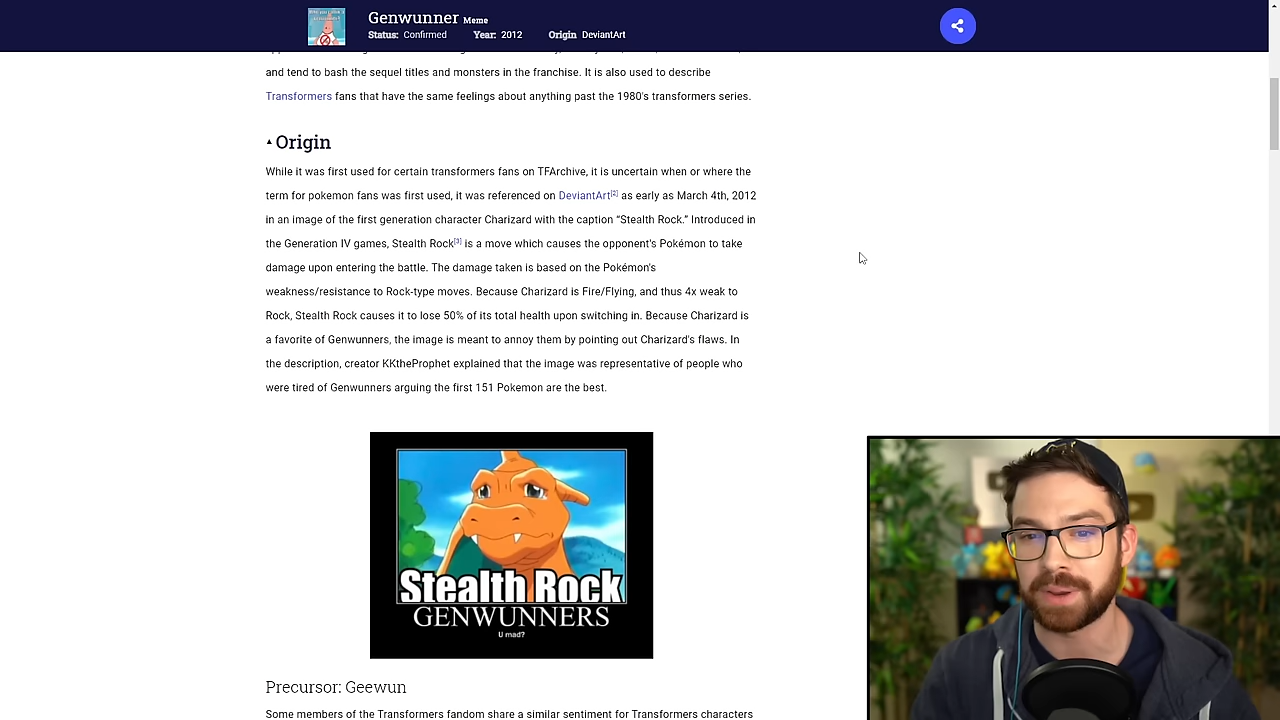 Genwunner Meme
Status: Confirmed Year: 2012 Origin DeviantArt
and tend to bash the sequel titles and monsters in the franchise. It is also used to describe
Transformers fans that have the same feelings about anything past the 1980's transformers series.
Origin
While it was first used for certain transformers fans on TFArchive, it is uncertain when or where the
term for pokemon fans was first used, it was referenced on DeviantArt[2] as early as March 4th, 2012
in an image of the first generation character Charizard with the caption “Stealth Rock.” Introduced in
the Generation IV games, Stealth Rock[3] is a move which causes the opponent's Pokémon to take
damage upon entering the battle. The damage taken is based on the Pokémon's
weakness/resistance to Rock-type moves. Because Charizard is Fire/Flying, and thus 4x weak to
Rock, Stealth Rock causes it to lose 50% of its total health upon switching in. Because Charizard is
a favorite of Genwunners, the image is meant to annoy them by pointing out Charizard's flaws. In
the description, creator KKtheProphet explained that the image was representative of people who
were tired of Genwunners arguing the first 151 Pokemon are the best.
Stealth Rock
GENWUNNERS
U mad?
Precursor: Geewun
Some members of the Transformers fandom share a similar sentiment for Transformers characters